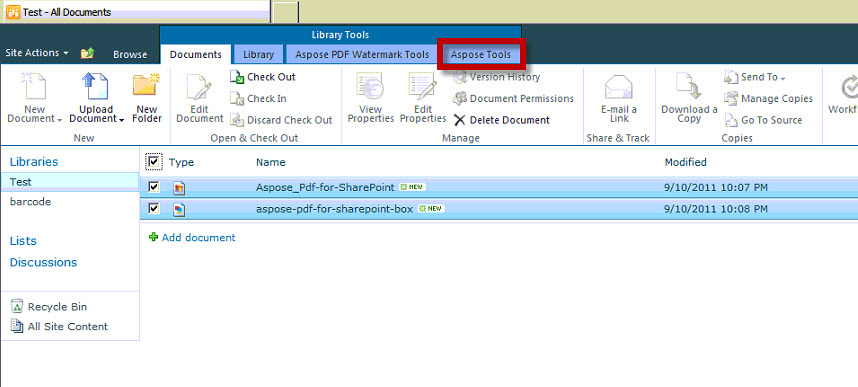 Test - All Documents
Library Tools
Site Actions Browse Documents Library Aspose PDF Watermark Tools Aspose Tools
New Document
Upload Document
New Folder
New
Edit Document
Check Out
Check In
Discard Check Out
Open & Check Out
View Properties
Edit Properties
Version History
Document Permissions
Delete Document
Manage
E-mail a Link
Share & Track
Download a Copy
Send To
Manage Copies
Go To Source
Copies
Workf
Libraries
Test
barcode
Lists
Discussions
Recycle Bin
All Site Content
Type Name Modified
Aspose_Pdf-for-SharePoint NEW 9/10/2011 10:07 PM
aspose-pdf-for-sharepoint-box NEW 9/10/2011 10:08 PM
Add document